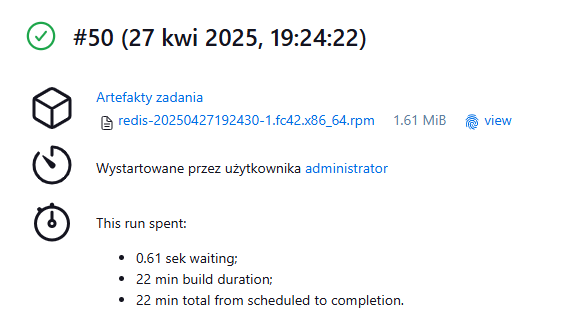 #50 (27 kwi 2025, 19:24:22)
Artefakty zadania
redis-20250427192430-1.fc42.x86_64.rpm 1.61 MiB view
Wystartowane przez użytkownika administrator
This run spent:
0.61 sek waiting;
22 min build duration;
22 min total from scheduled to completion.